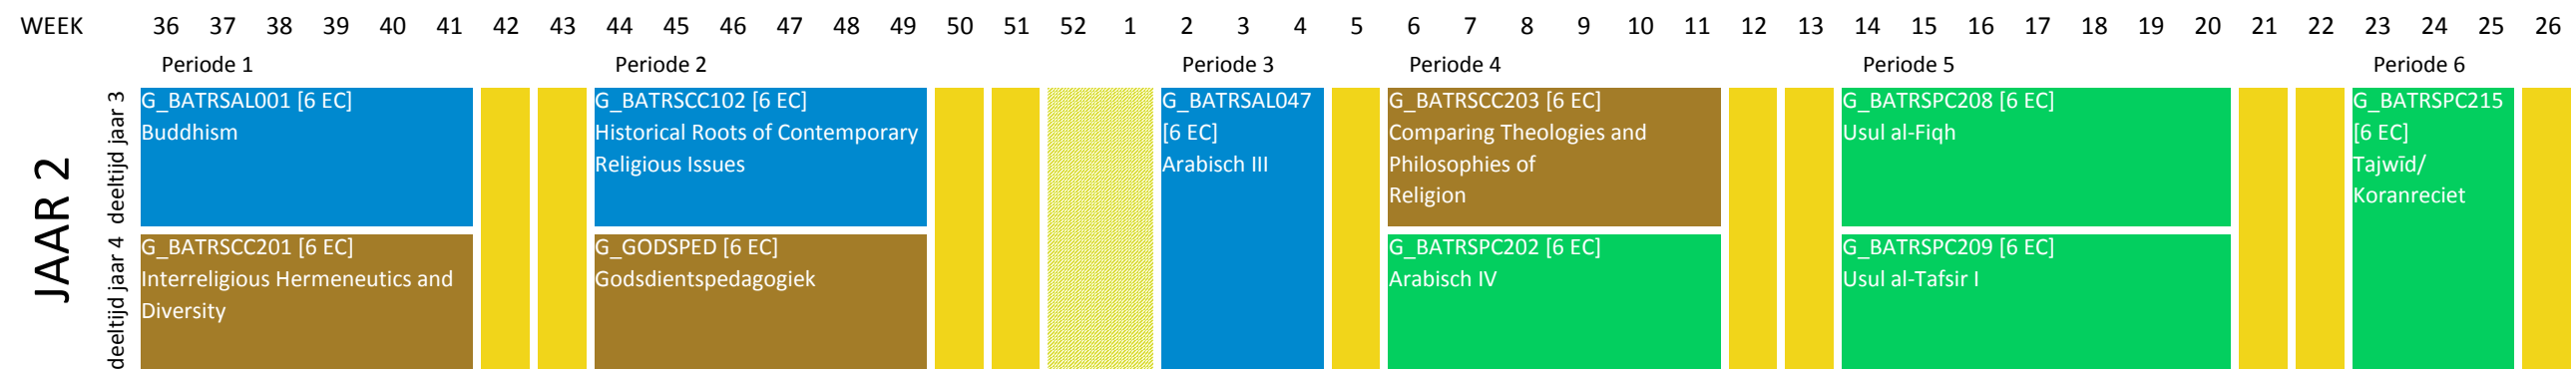 WEEK 36 37 38 39 40 41 42 43 44 45 46 47 48 49 50 51 52 1 2 3 4 5 6 7 8 9 10 11 12 13 14 15 16 17 18 19 20 21 22 23 24 25 26
Periode 1 Periode 2 Periode 3 Periode 4 Periode 5 Periode 6
JAAR 2
deeltijd jaar 3
G_BATRSAL001 [6 EC]
Buddhism
G_BATRSCC102 [6 EC]
Historical Roots of Contemporary
Religious Issues
G_BATRSAL047
[6 EC]
Arabisch III
G_BATRSCC203 [6 EC]
Comparing Theologies and
Philosophies of
Religion
G_BATRSPC208 [6 EC]
Usul al-Fiqh
G_BATRSPC215
[6 EC]
Tajwīd/
Koranreciet
deeltijd jaar 4
G_BATRSCC201 [6 EC]
Interreligious Hermeneutics and
Diversity
G_GODSPED [6 EC]
Godsdientspedagogiek
G_BATRSPC202 [6 EC]
Arabisch IV
G_BATRSPC209 [6 EC]
Usul al-Tafsir I